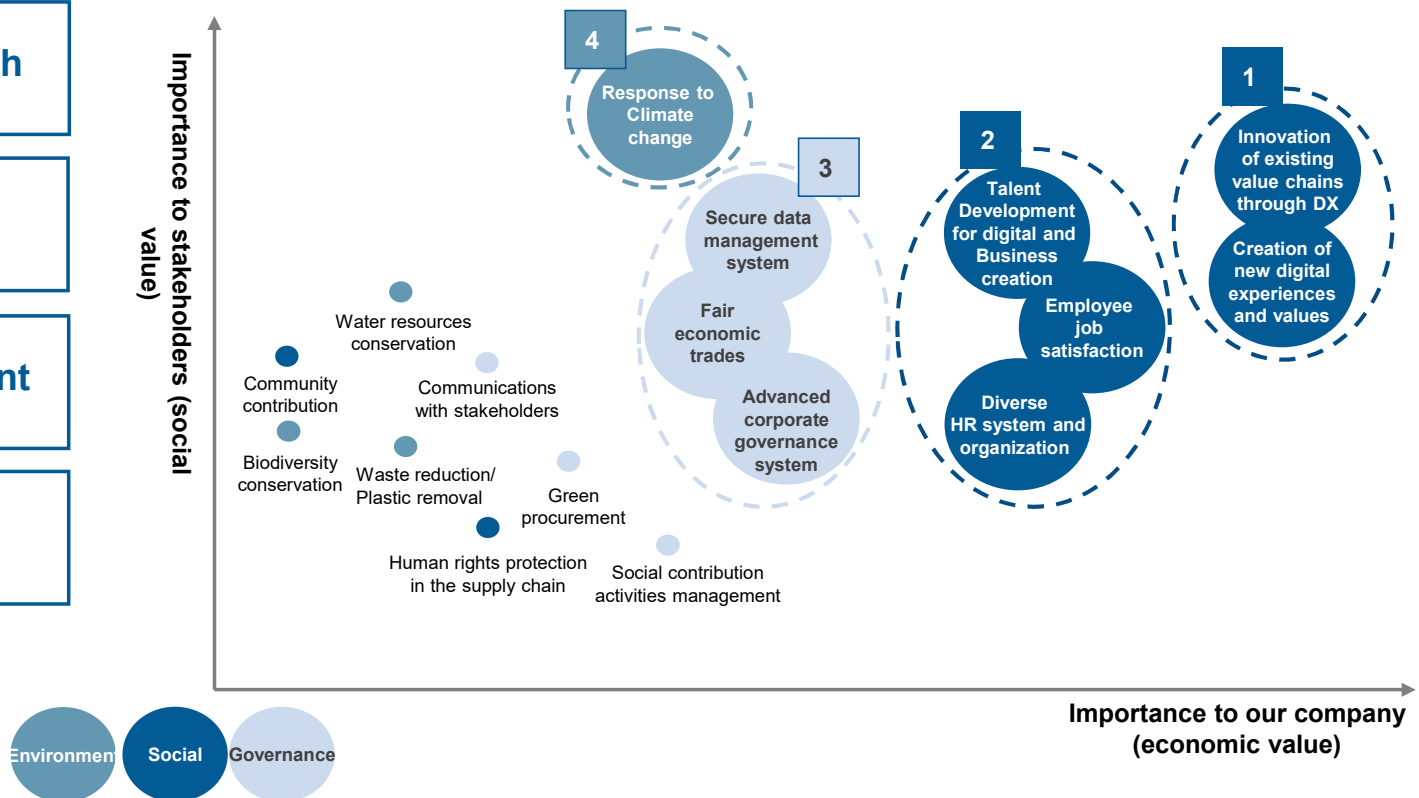 h
nt
Importance to stakeholders (social
value)
4
Response to
Climate
change
1
Innovation
of existing
value chains
through DX
Creation of
new digital
experiences
and values
2
Talent
Development
for digital and
Business
creation
Employee
job
satisfaction
Diverse
HR system and
organization
3
Secure data
management
system
Fair
economic
trades
Advanced
corporate
governance
system
Water resources
conservation
Community
contribution
Communications
with stakeholders
Biodiversity
conservation
Waste reduction/
Plastic removal
Green
procurement
Human rights protection
in the supply chain
Social contribution
activities management
Importance to our company
(economic value)
Environment
Social
Governance